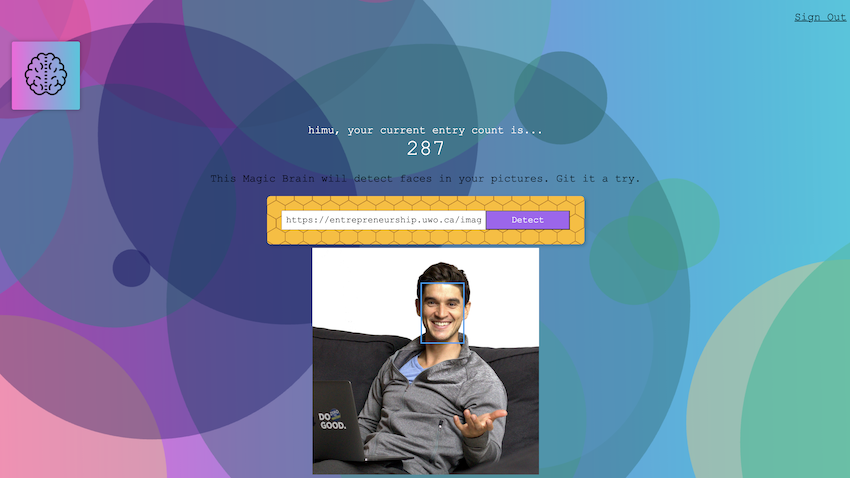 Sign Out
himu, your current entry count is...
287
This Magic Brain will detect faces in your pictures. Git it a try.
https://entrepreneurship.uwo.ca/imag
Detect
DO
GOOD.